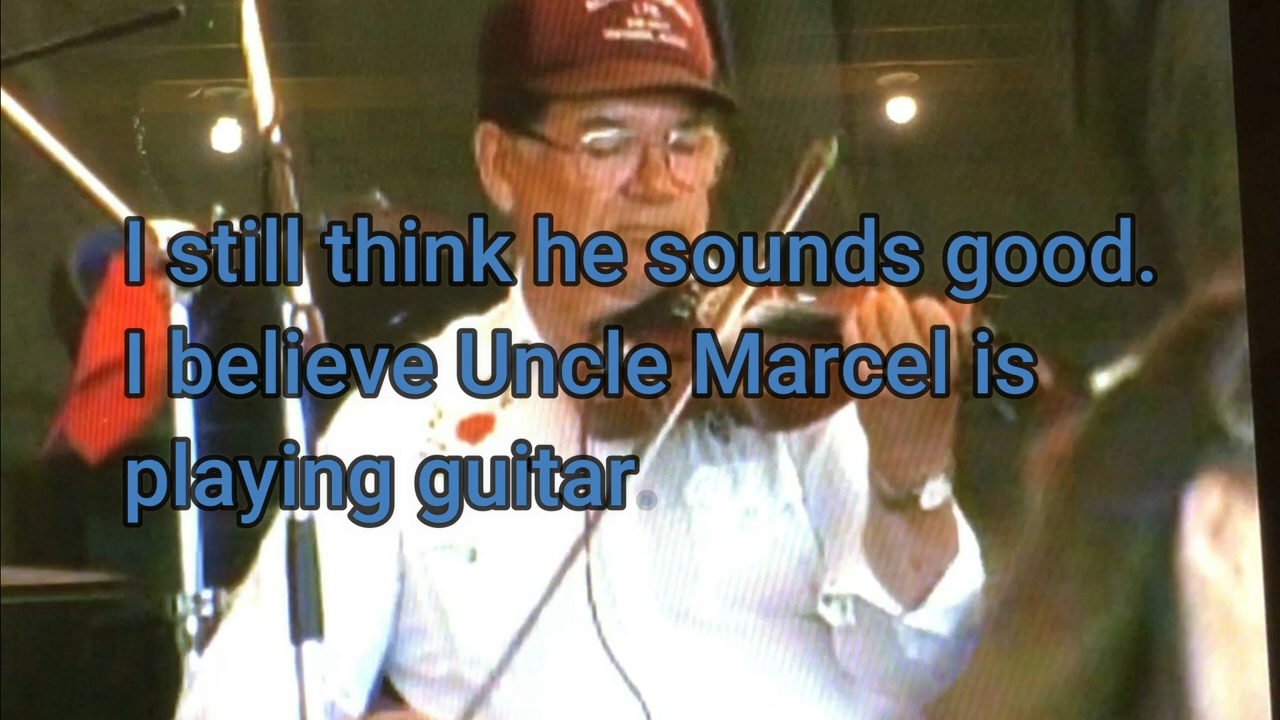 I still think he sounds good.
I believe Uncle Marcel is
playing guitar.